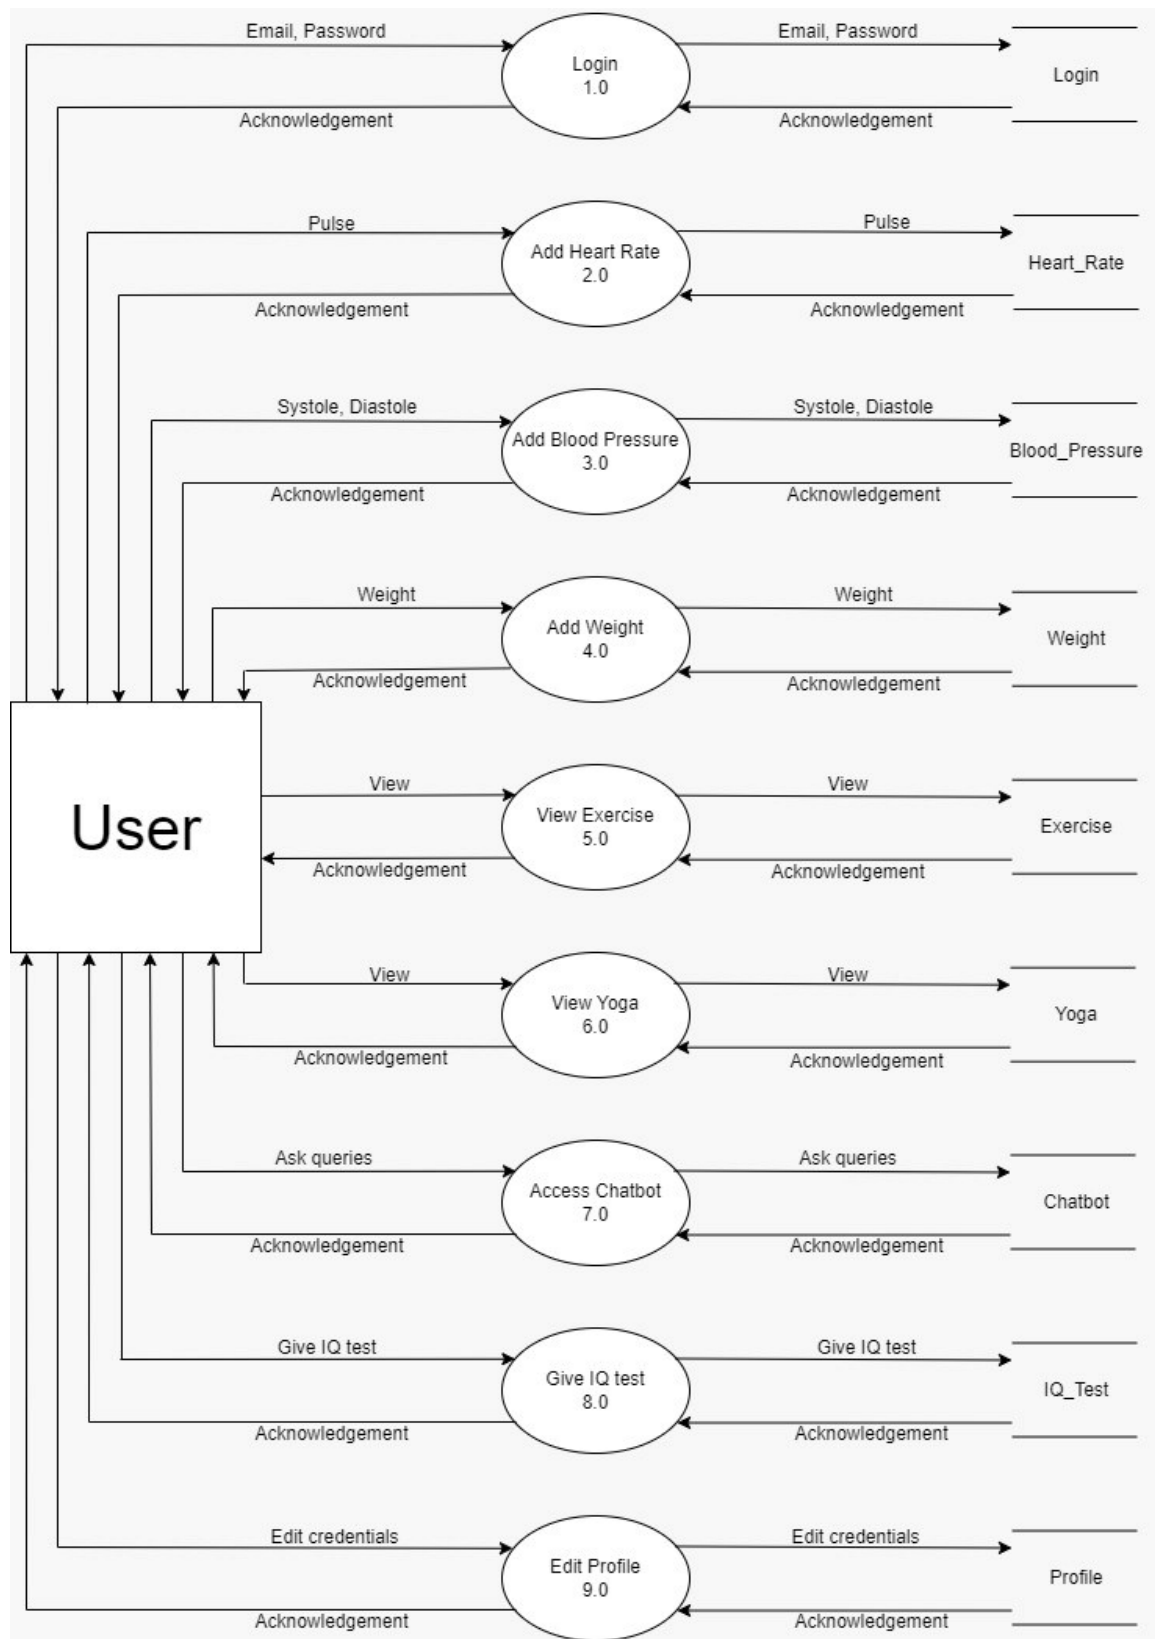 Email, Password
Email, Password
Login
1.0
Login
Acknowledgement
Acknowledgement
Pulse
Pulse
Add Heart Rate
2.0
Heart_Rate
Acknowledgement
Acknowledgement
Systole, Diastole
Systole, Diastole
Add Blood Pressure
3.0
Blood_Pressure
Acknowledgement
Acknowledgement
Weight
Weight
Add Weight
4.0
Weight
Acknowledgement
Acknowledgement
User
View
View
View Exercise
5.0
Exercise
Acknowledgement
Acknowledgement
View
View
View Yoga
6.0
Yoga
Acknowledgement
Acknowledgement
Ask queries
Ask queries
Access Chatbot
7.0
Chatbot
Acknowledgement
Acknowledgement
Give IQ test
Give IQ test
Give IQ test
8.0
IQ_Test
Acknowledgement
Acknowledgement
Edit credentials
Edit credentials
Edit Profile
9.0
Profile
Acknowledgement
Acknowledgement